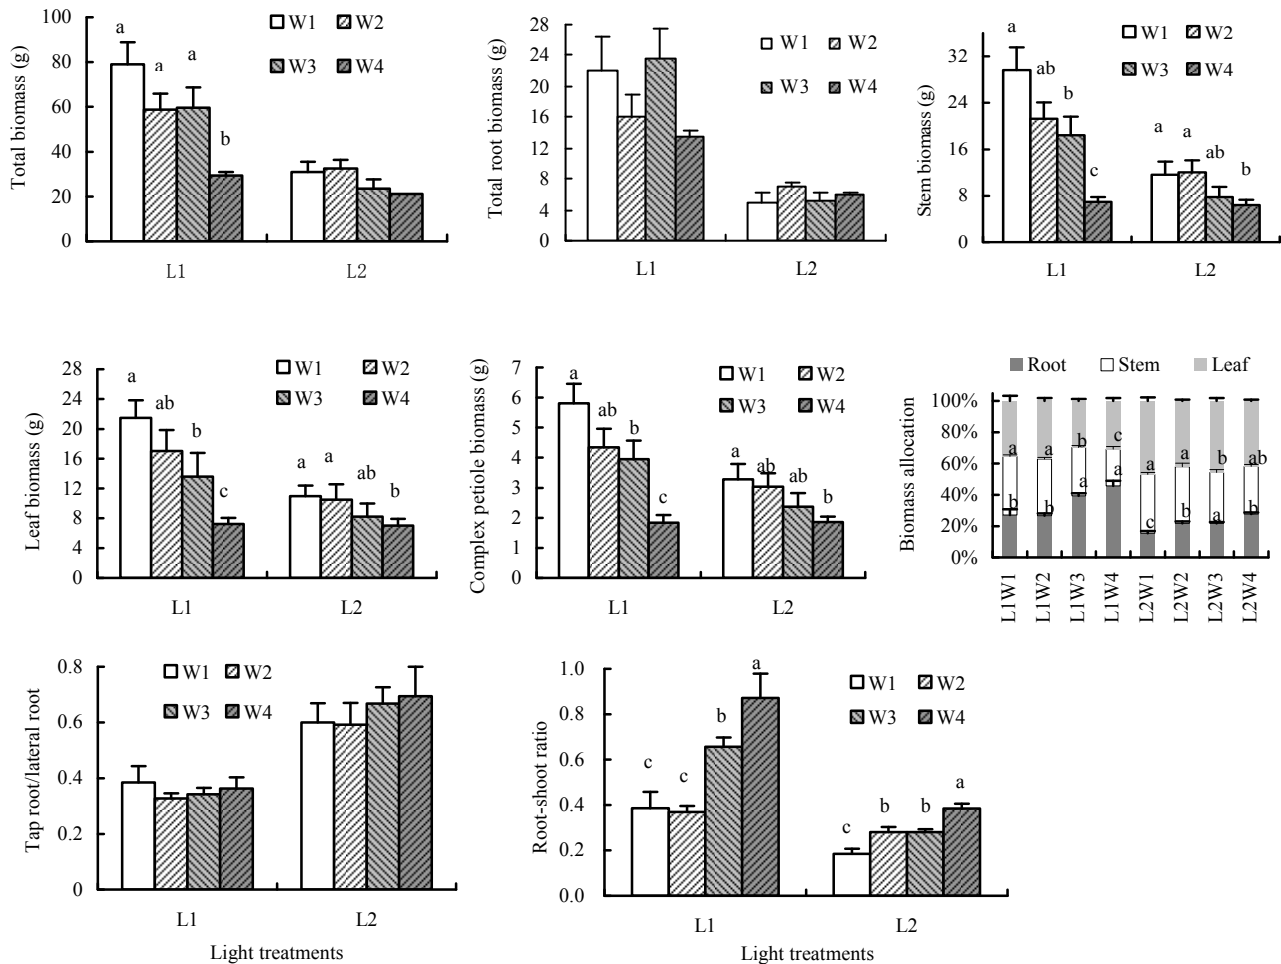 Total biomass (g)
100
80
60
40
20
0
a
a
a
b
W1 W2
W3 W4
L1 L2
Total root biomass (g)
28
24
20
16
12
8
4
0
W1 W2
W3 W4
L1 L2
Stem biomass (g)
32
24
16
8
0
a
ab
b
c
a a
ab
b
W1 W2
W3 W4
L1 L2
Leaf biomass (g)
28
24
20
16
12
8
4
0
a
ab
b
c
a a
ab
b
W1 W2
W3 W4
L1 L2
Complex petiole biomass (g)
7
6
5
4
3
2
1
0
a
ab
b
c
a
ab
ab
b
W1 W2
W3 W4
L1 L2
Root Stem Leaf
Biomass allocation
100%
80%
60%
40%
20%
0%
a a b c a a b ab
b b a a c b a b
L1W1
L1W2
L1W3
L1W4
L2W1
L2W2
L2W3
L2W4
Tap root/lateral root
0.8
0.6
0.4
0.2
0
W1 W2
W3 W4
L1 L2
Light treatments
Root-shoot ratio
1.0
0.8
0.6
0.4
0.2
0.0
c c
b
a
c
b b
a
W1 W2
W3 W4
L1 L2
Light treatments